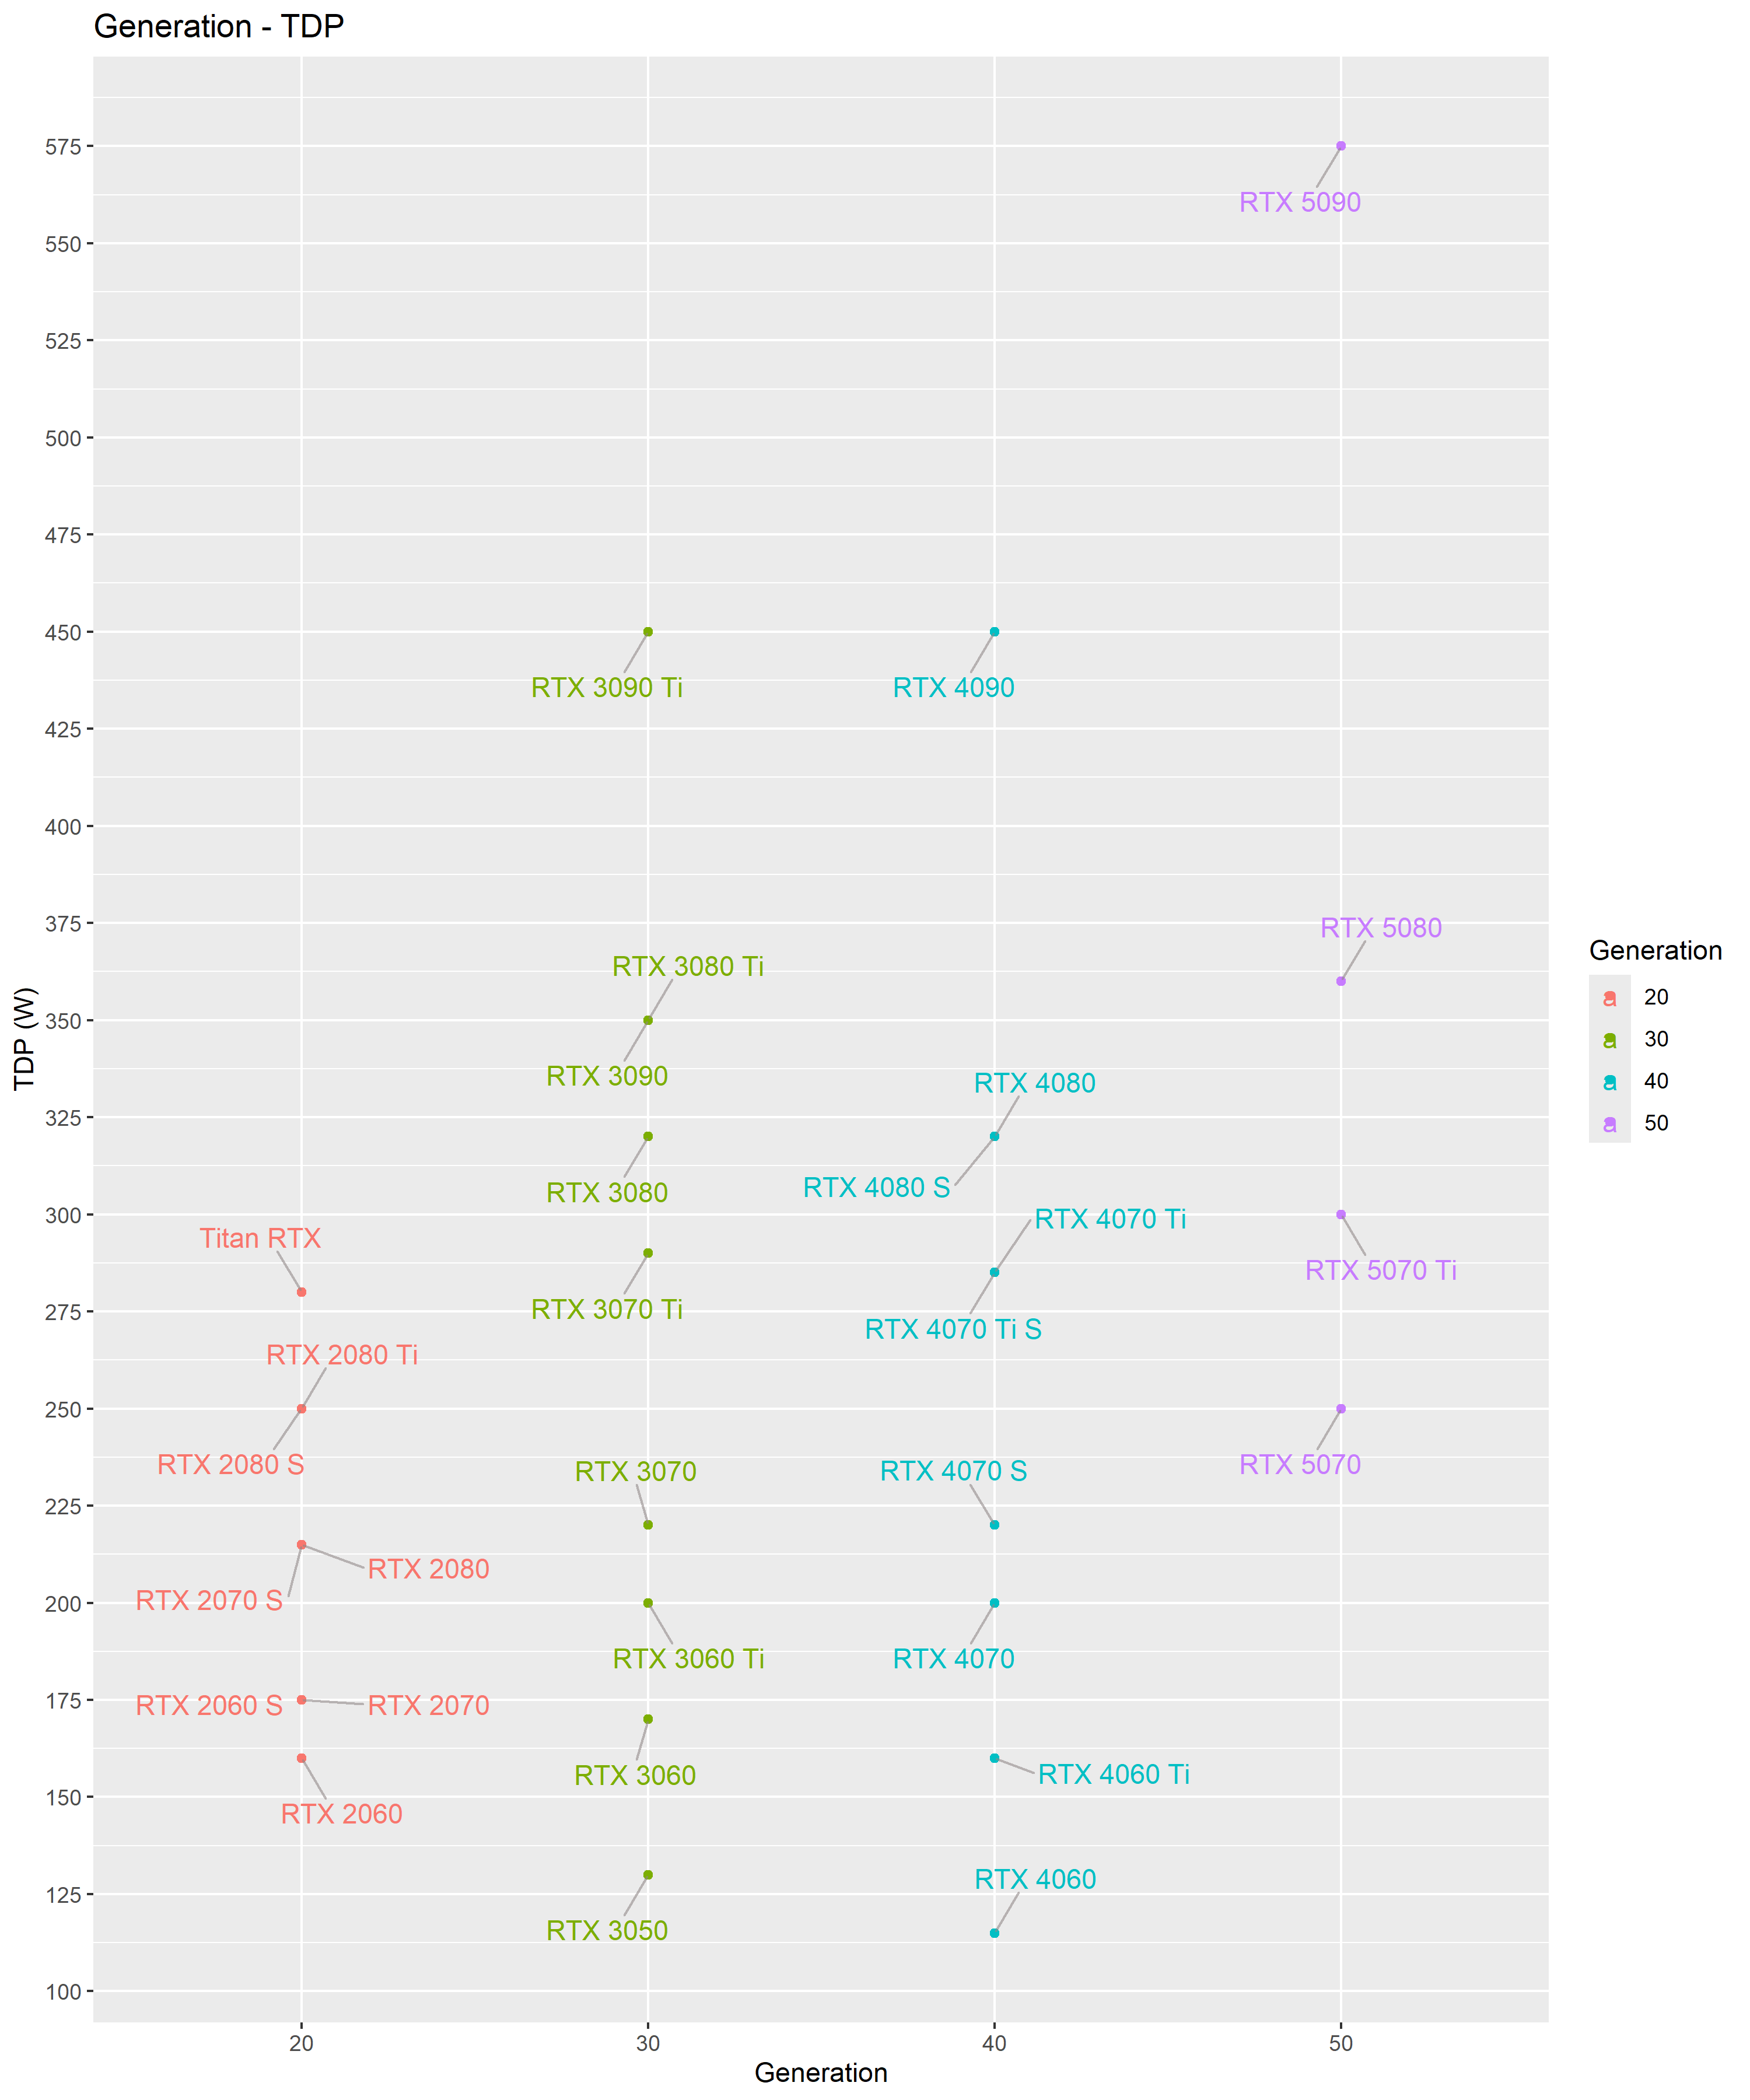 Generation - TDP
575
RTX 5090
550
525
500
475
450
RTX 3090 Ti
RTX 4090
425
400
375
RTX 5080
RTX 3080 Ti
350
RTX 3090
RTX 4080
325
RTX 3080
RTX 4080 S
300
RTX 4070 Ti
Titan RTX
RTX 5070 Ti
275
RTX 3070 Ti
RTX 4070 Ti S
RTX 2080 Ti
250
RTX 2080 S
RTX 5070
RTX 3070
RTX 4070 S
225
RTX 2080
RTX 2070 S
200
RTX 3060 Ti
RTX 4070
175
RTX 2060 S
RTX 2070
RTX 3060
RTX 4060 Ti
150
RTX 2060
RTX 4060
125
RTX 3050
100
20
30
40
50
Generation
TDP (W)
Generation
a 20
a 30
a 40
a 50